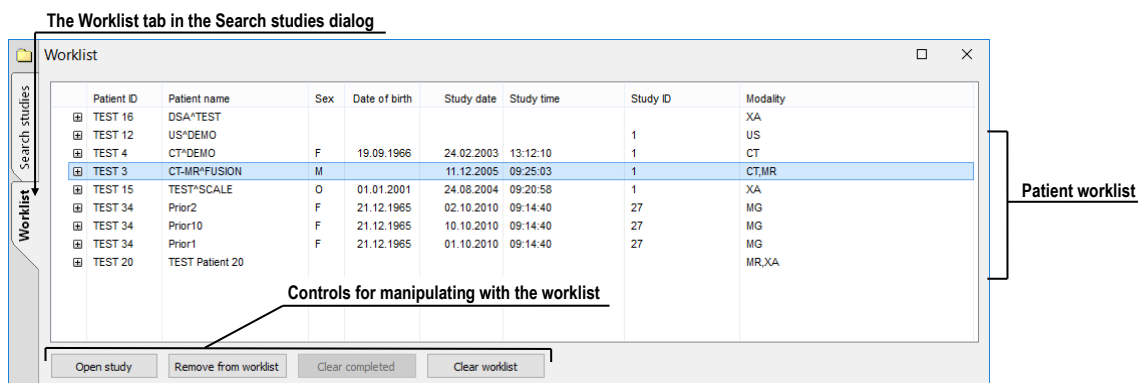 The Worklist tab in the Search studies dialog
Worklist
Search studies
Worklist
Patient ID Patient name Sex Date of birth Study date Study time Study ID Modality
TEST 16 DSA^TEST XA
TEST 12 US^DEMO 1 US
TEST 4 CT^DEMO F 19.09.1966 24.02.2003 13:12:10 1 CT
TEST 3 CT-MR^FUSION M 11.12.2005 09:25:03 1 CT,MR
TEST 15 TEST^SCALE O 01.01.2001 24.08.2004 09:20:58 1 XA
TEST 34 Prior2 F 21.12.1965 02.10.2010 09:14:40 27 MG
TEST 34 Prior10 F 21.12.1965 10.10.2010 09:14:40 27 MG
TEST 34 Prior1 F 21.12.1965 01.10.2010 09:14:40 27 MG
TEST 20 TEST Patient 20 MR,XA
Patient worklist
Controls for manipulating with the worklist
Open study Remove from worklist Clear completed Clear worklist